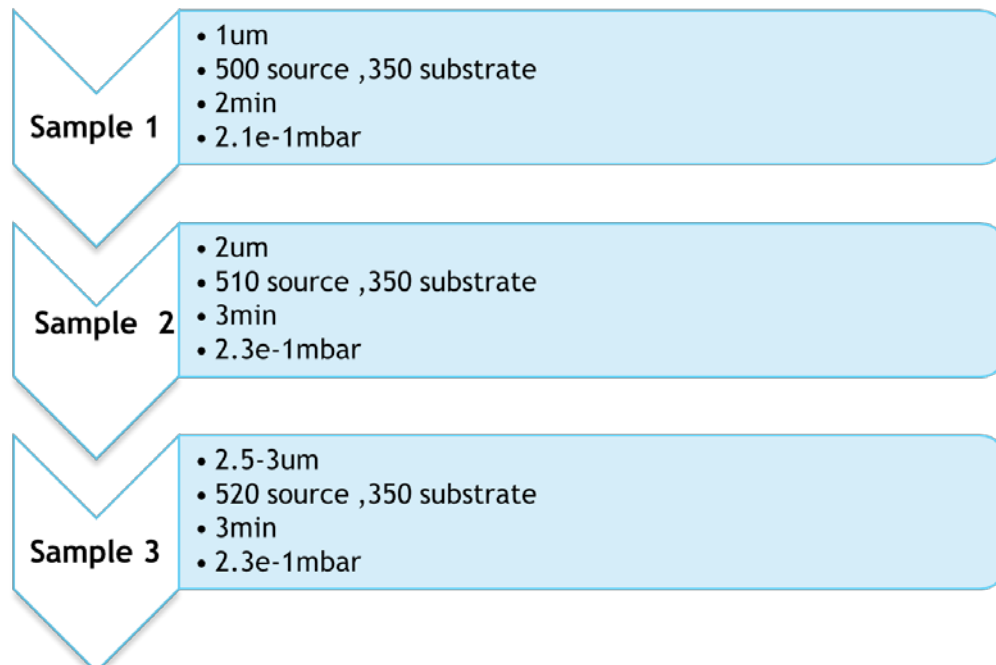 Sample 1
• 1um
• 500 source ,350 substrate
• 2min
• 2.1e-1mbar
Sample 2
• 2um
• 510 source ,350 substrate
• 3min
• 2.3e-1mbar
Sample 3
• 2.5-3um
• 520 source ,350 substrate
• 3min
• 2.3e-1mbar